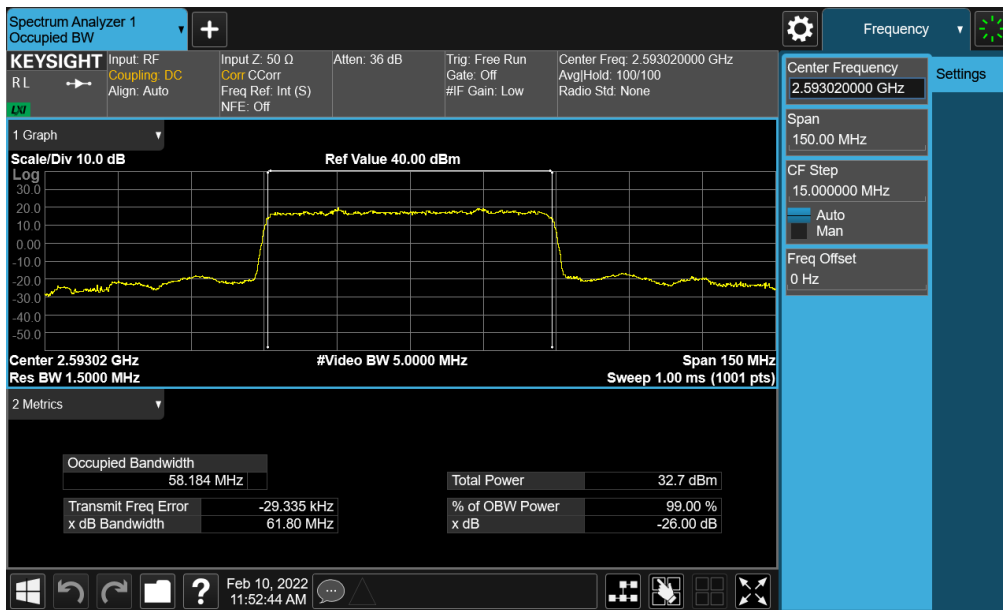 Spectrum Analyzer 1
Occupied BW
Frequency
KEYSIGHT
R L
LXI
Input: RF
Coupling: DC
Align: Auto
Input Z: 50 Ω
Corr CCorr
Freq Ref: Int (S)
NFE: Off
Atten: 36 dB
Trig: Free Run
Gate: Off
#IF Gain: Low
Center Freq: 2.593020000 GHz
Avg|Hold: 100/100
Radio Std: None
1 Graph
Scale/Div 10.0 dB
Ref Value 40.00 dBm
Log
30.0
20.0
10.0
0.00
-10.0
-20.0
-30.0
-40.0
-50.0
Center 2.59302 GHz
#Video BW 5.0000 MHz
Span 150 MHz
Res BW 1.5000 MHz
Sweep 1.00 ms (1001 pts)
2 Metrics
Occupied Bandwidth
58.184 MHz
Transmit Freq Error -29.335 kHz
x dB Bandwidth 61.80 MHz
Total Power 32.7 dBm
% of OBW Power 99.00 %
x dB -26.00 dB
Center Frequency
2.593020000 GHz
Settings
Span
150.00 MHz
CF Step
15.000000 MHz
Auto
Man
Freq Offset
0 Hz
?
Feb 10, 2022
11:52:44 AM